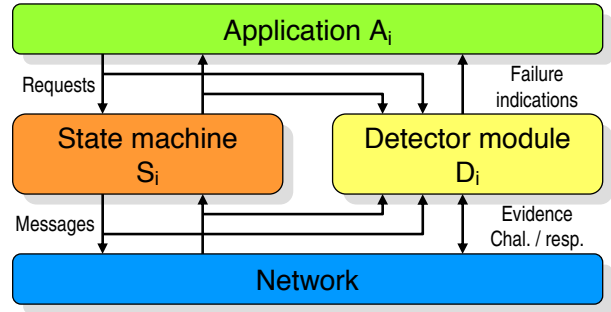 Application Ai
Requests
Failure
indications
State machine
Si
Detector module
Di
Messages
Evidence
Chal. / resp.
Network